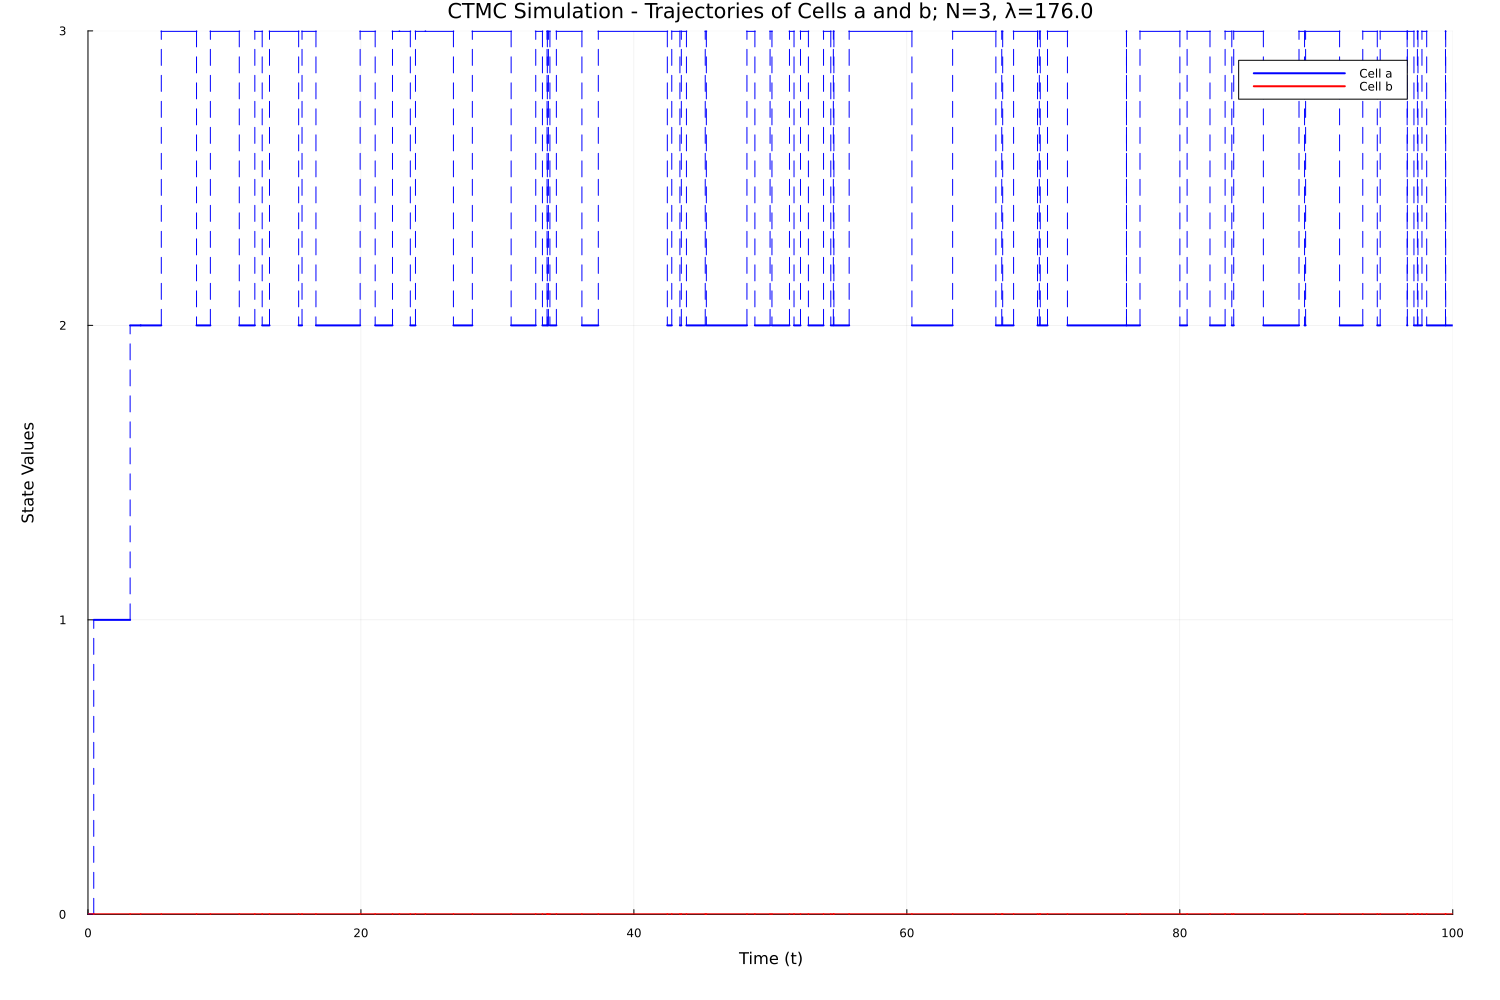 CTMC Simulation - Trajectories of Cells a and b; N=3, λ=176.0
3
Cell a
Cell b
2
State Values
1
0
0 20 40 60 80 100
Time (t)